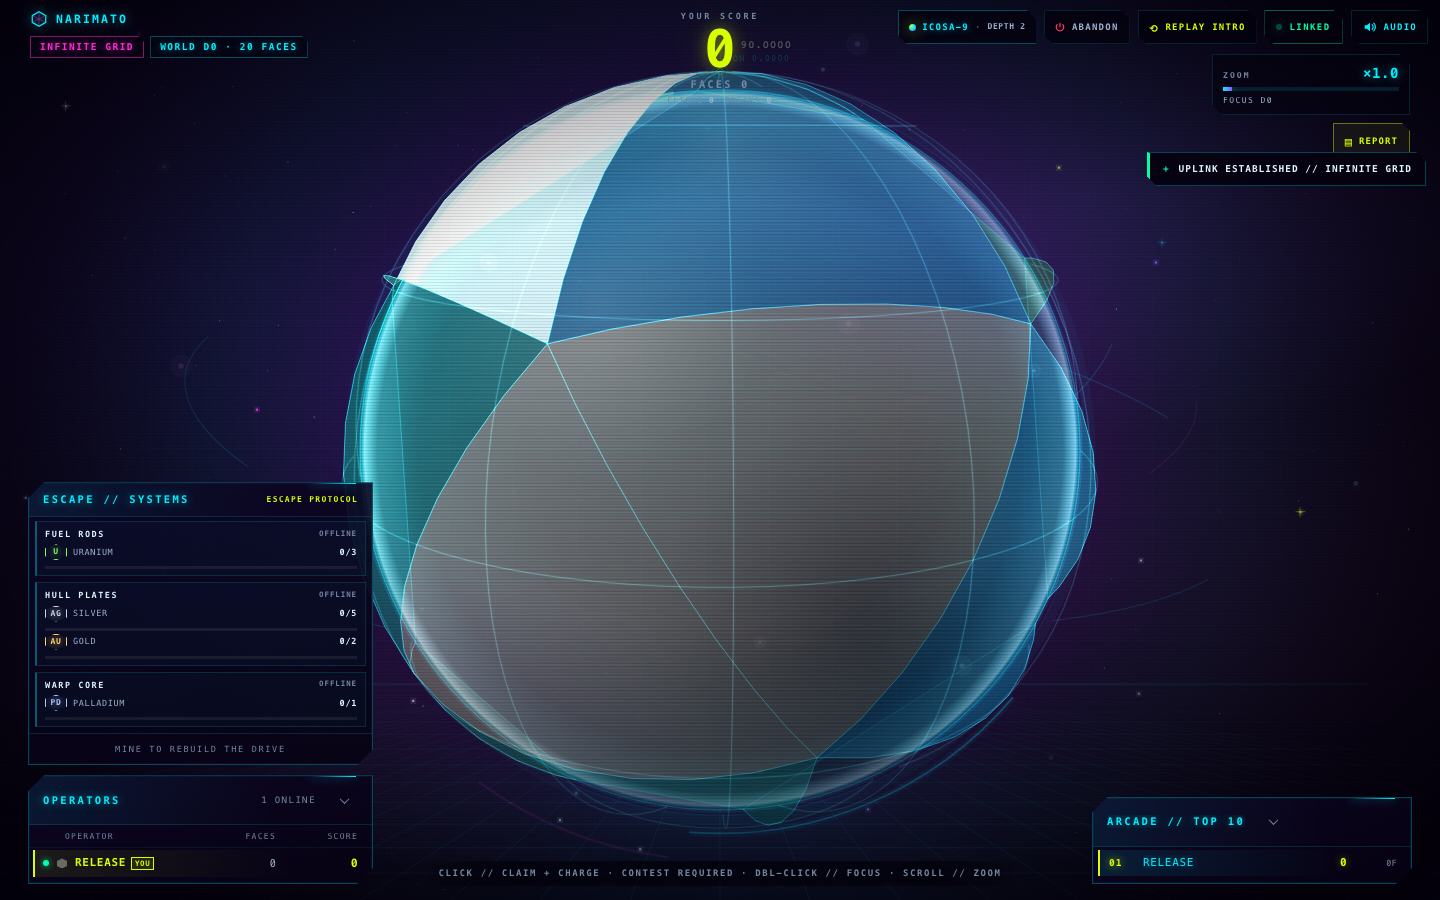 NARIMATO
INFINITE GRID
WORLD D0 · 20 FACES
YOUR SCORE
0
90.0000
0.0000
FACES 0
ICOSA-9 · DEPTH 2
ABANDON
REPLAY INTRO
LINKED
AUDIO
ZOOM
×1.0
FOCUS D0
REPORT
+ UPLINK ESTABLISHED // INFINITE GRID
ESCAPE // SYSTEMS
ESCAPE PROTOCOL
FUEL RODS
OFFLINE
U URANIUM
0/3
HULL PLATES
OFFLINE
AG SILVER
0/5
AU GOLD
0/2
WARP CORE
OFFLINE
PD PALLADIUM
0/1
MINE TO REBUILD THE DRIVE
OPERATORS
1 ONLINE
OPERATOR FACES SCORE
RELEASE YOU 0 0
CLICK // CLAIM + CHARGE · CONTEST REQUIRED · DBL-CLICK // FOCUS · SCROLL // ZOOM
ARCADE // TOP 10
01 RELEASE 0 0F